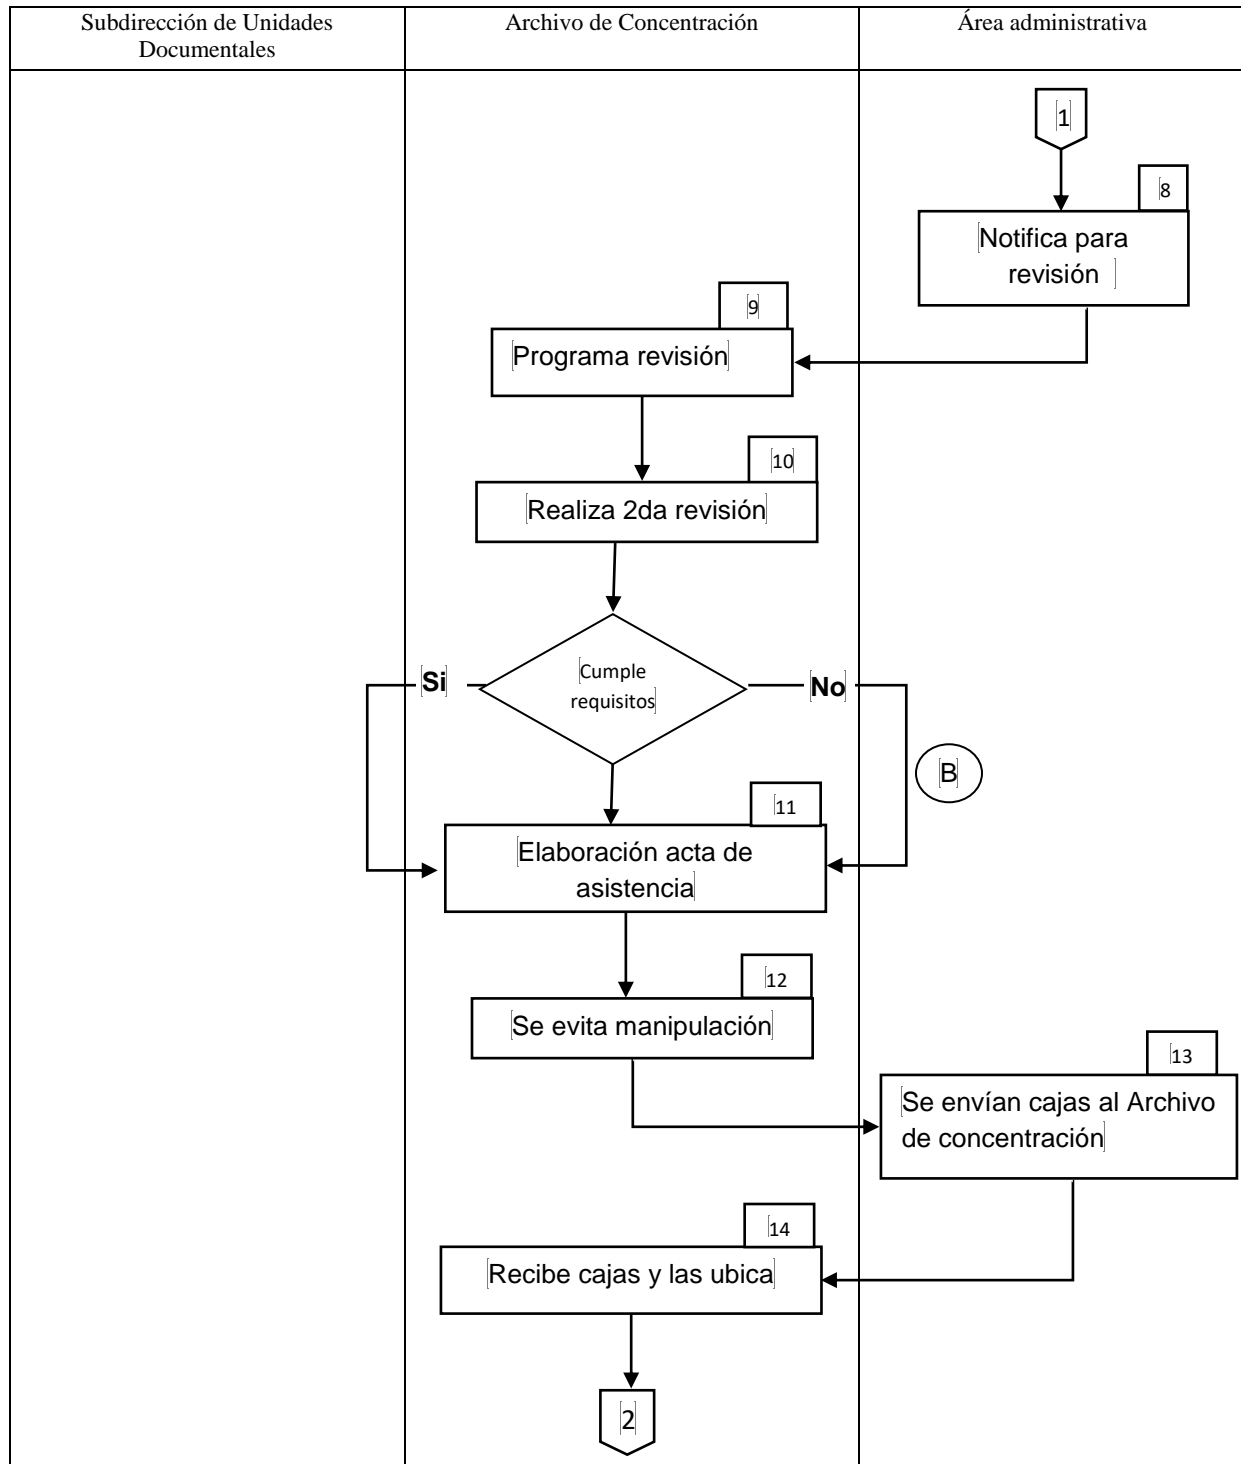 Subdirección de Unidades
Documentales
Archivo de Concentración
Área administrativa
1
8
Notifica para
revisión
9
Programa revisión
10
Realiza 2da revisión
Cumple
requisitos
Si
No
B
11
Elaboración acta de
asistencia
12
Se evita manipulación
13
Se envían cajas al Archivo
de concentración
14
Recibe cajas y las ubica
2